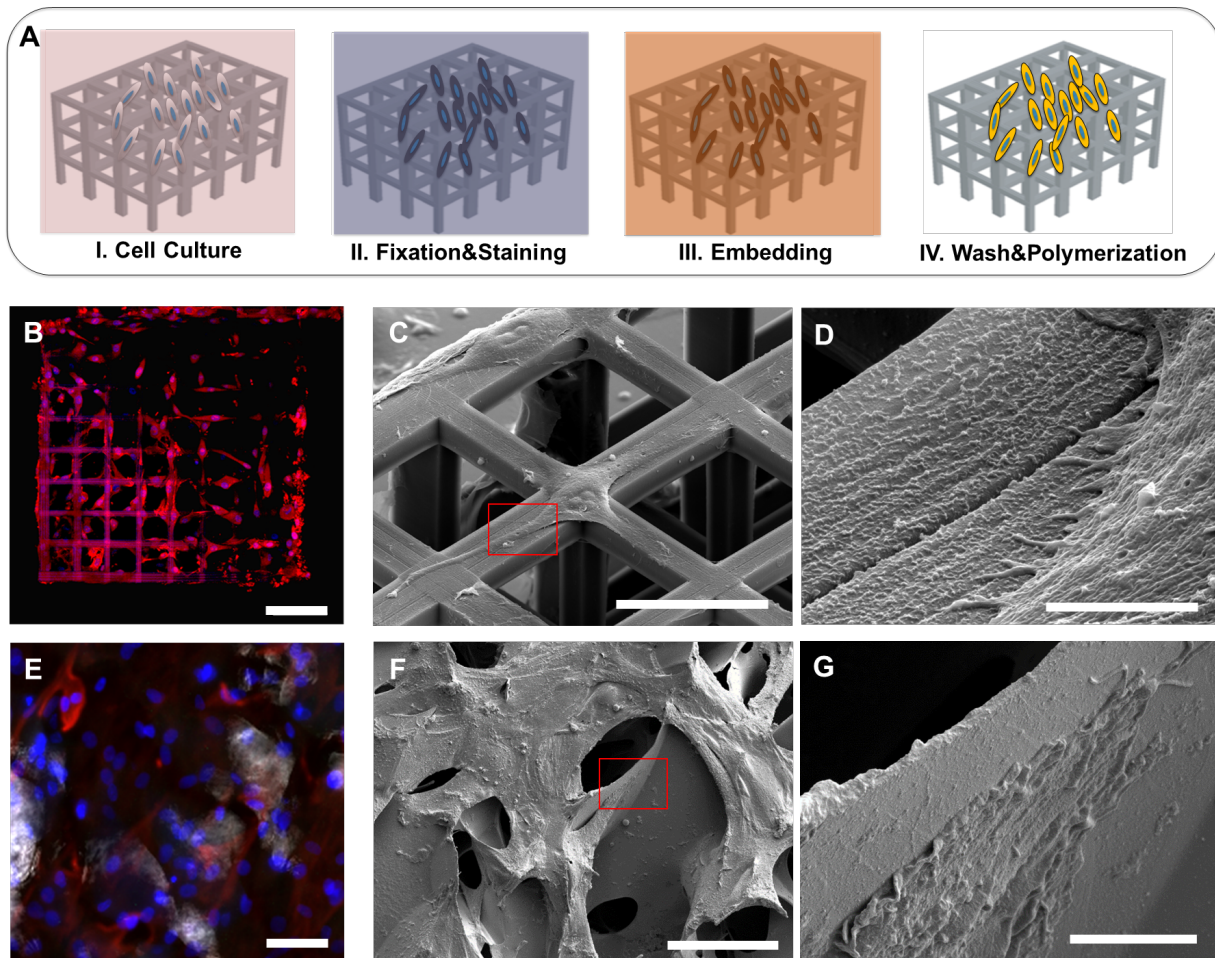 A
I. Cell Culture
II. Fixation&Staining
III. Embedding
IV. Wash&Polymerization
B
C
D
E
F
G